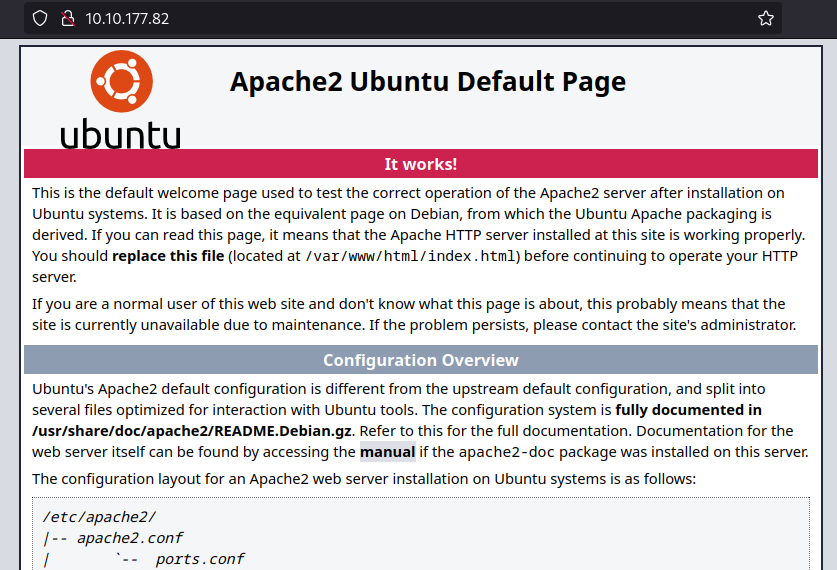 10.10.177.82
Apache2 Ubuntu Default Page
ubuntu
It works!
This is the default welcome page used to test the correct operation of the Apache2 server after installation on
Ubuntu systems. It is based on the equivalent page on Debian, from which the Ubuntu Apache packaging is
derived. If you can read this page, it means that the Apache HTTP server installed at this site is working properly.
You should replace this file (located at /var/www/html/index.html) before continuing to operate your HTTP
server.
If you are a normal user of this web site and don't know what this page is about, this probably means that the
site is currently unavailable due to maintenance. If the problem persists, please contact the site's administrator.
Configuration Overview
Ubuntu's Apache2 default configuration is different from the upstream default configuration, and split into
several files optimized for interaction with Ubuntu tools. The configuration system is fully documented in
/usr/share/doc/apache2/README.Debian.gz. Refer to this for the full documentation. Documentation for the
web server itself can be found by accessing the manual if the apache2-doc package was installed on this server.
The configuration layout for an Apache2 web server installation on Ubuntu systems is as follows:
/etc/apache2/
|-- apache2.conf
|       `--  ports.conf